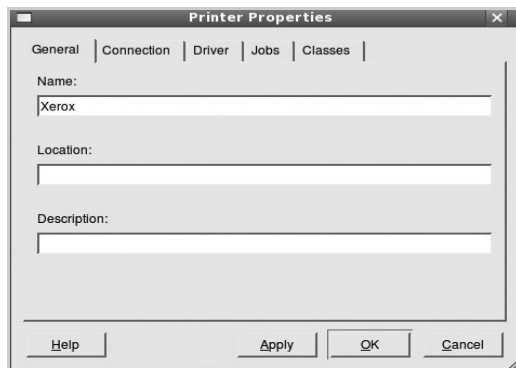 Printer Properties
General Connection Driver Jobs Classes
Name:
Xerox
Location:
Description:
Help Apply OK Cancel